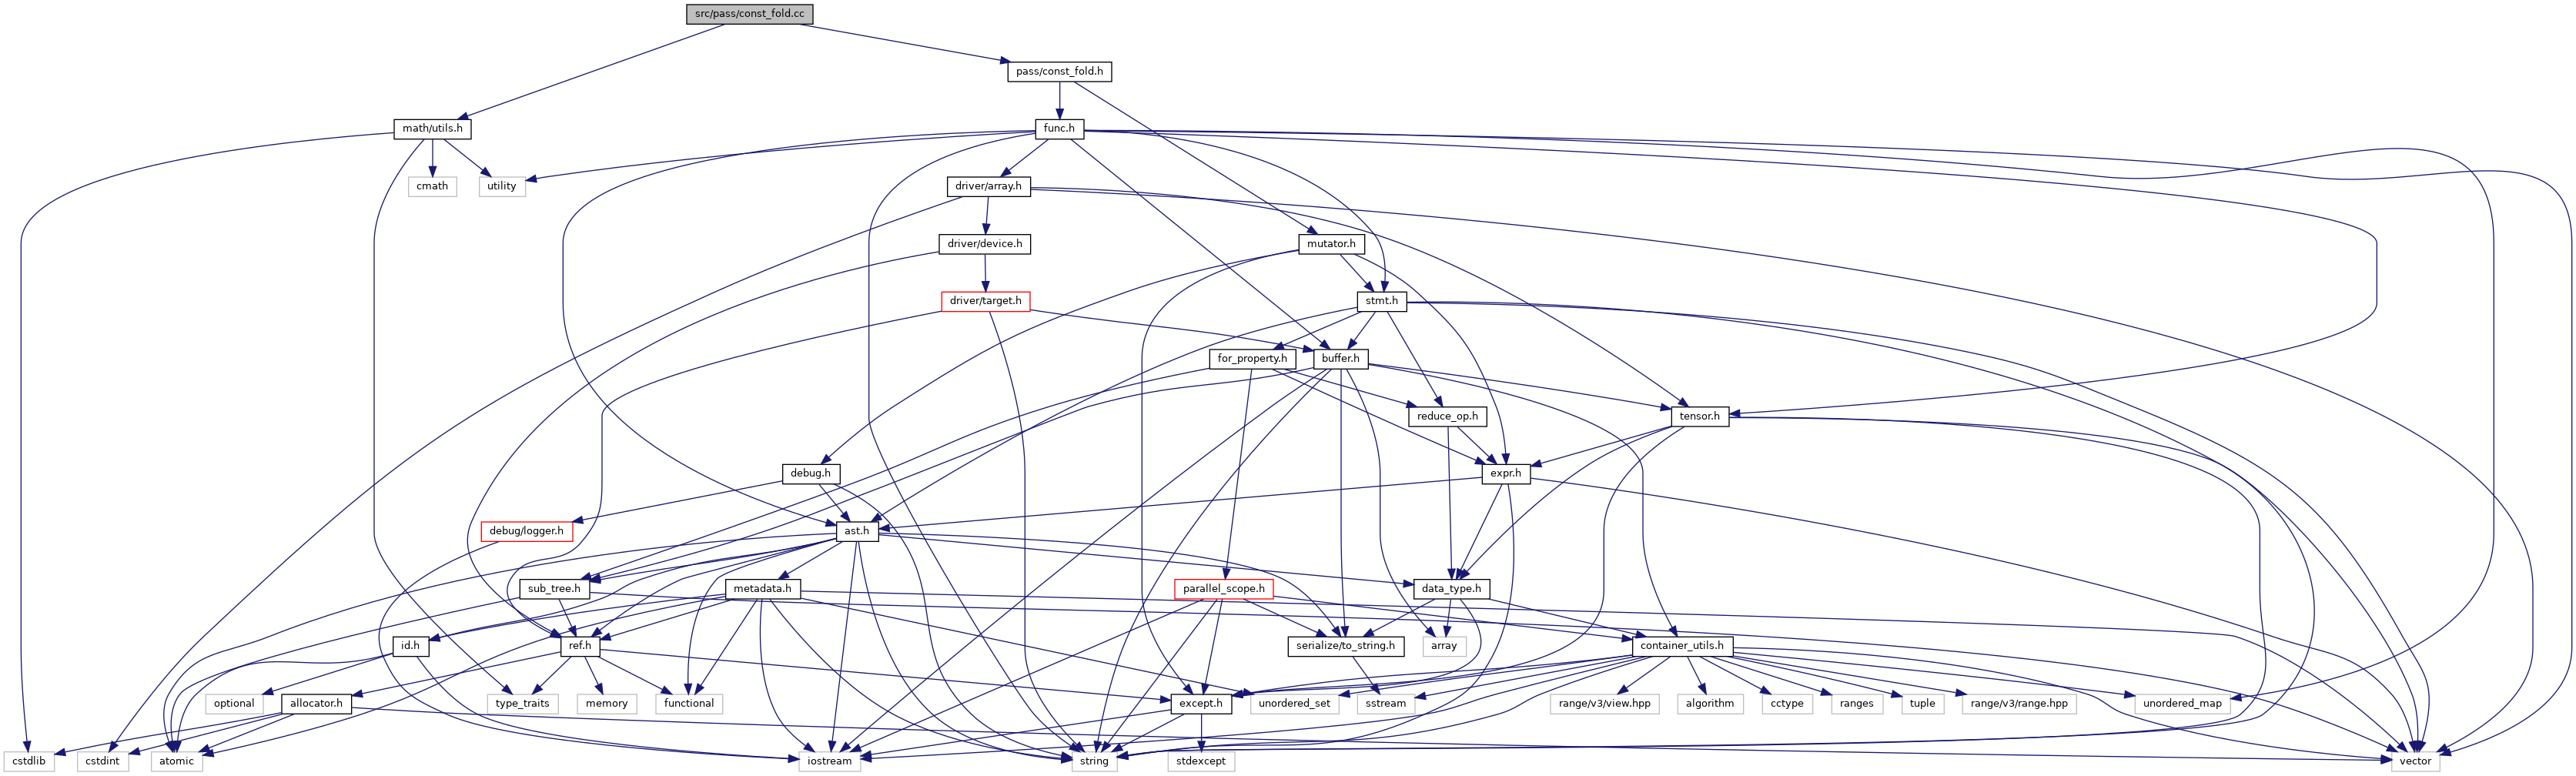 src/pass/const_fold.cc
pass/const_fold.h
math/utils.h
func.h
cmath
utility
driver/array.h
driver/device.h
mutator.h
driver/target.h
stmt.h
for_property.h
buffer.h
reduce_op.h
tensor.h
debug.h
expr.h
debug/logger.h
ast.h
sub_tree.h
metadata.h
parallel_scope.h
data_type.h
id.h
ref.h
serialize/to_string.h
array
container_utils.h
optional
allocator.h
type_traits
memory
functional
except.h
unordered_set
sstream
range/v3/view.hpp
algorithm
cctype
ranges
tuple
range/v3/range.hpp
unordered_map
cstdlib
cstdint
atomic
iostream
string
stdexcept
vector